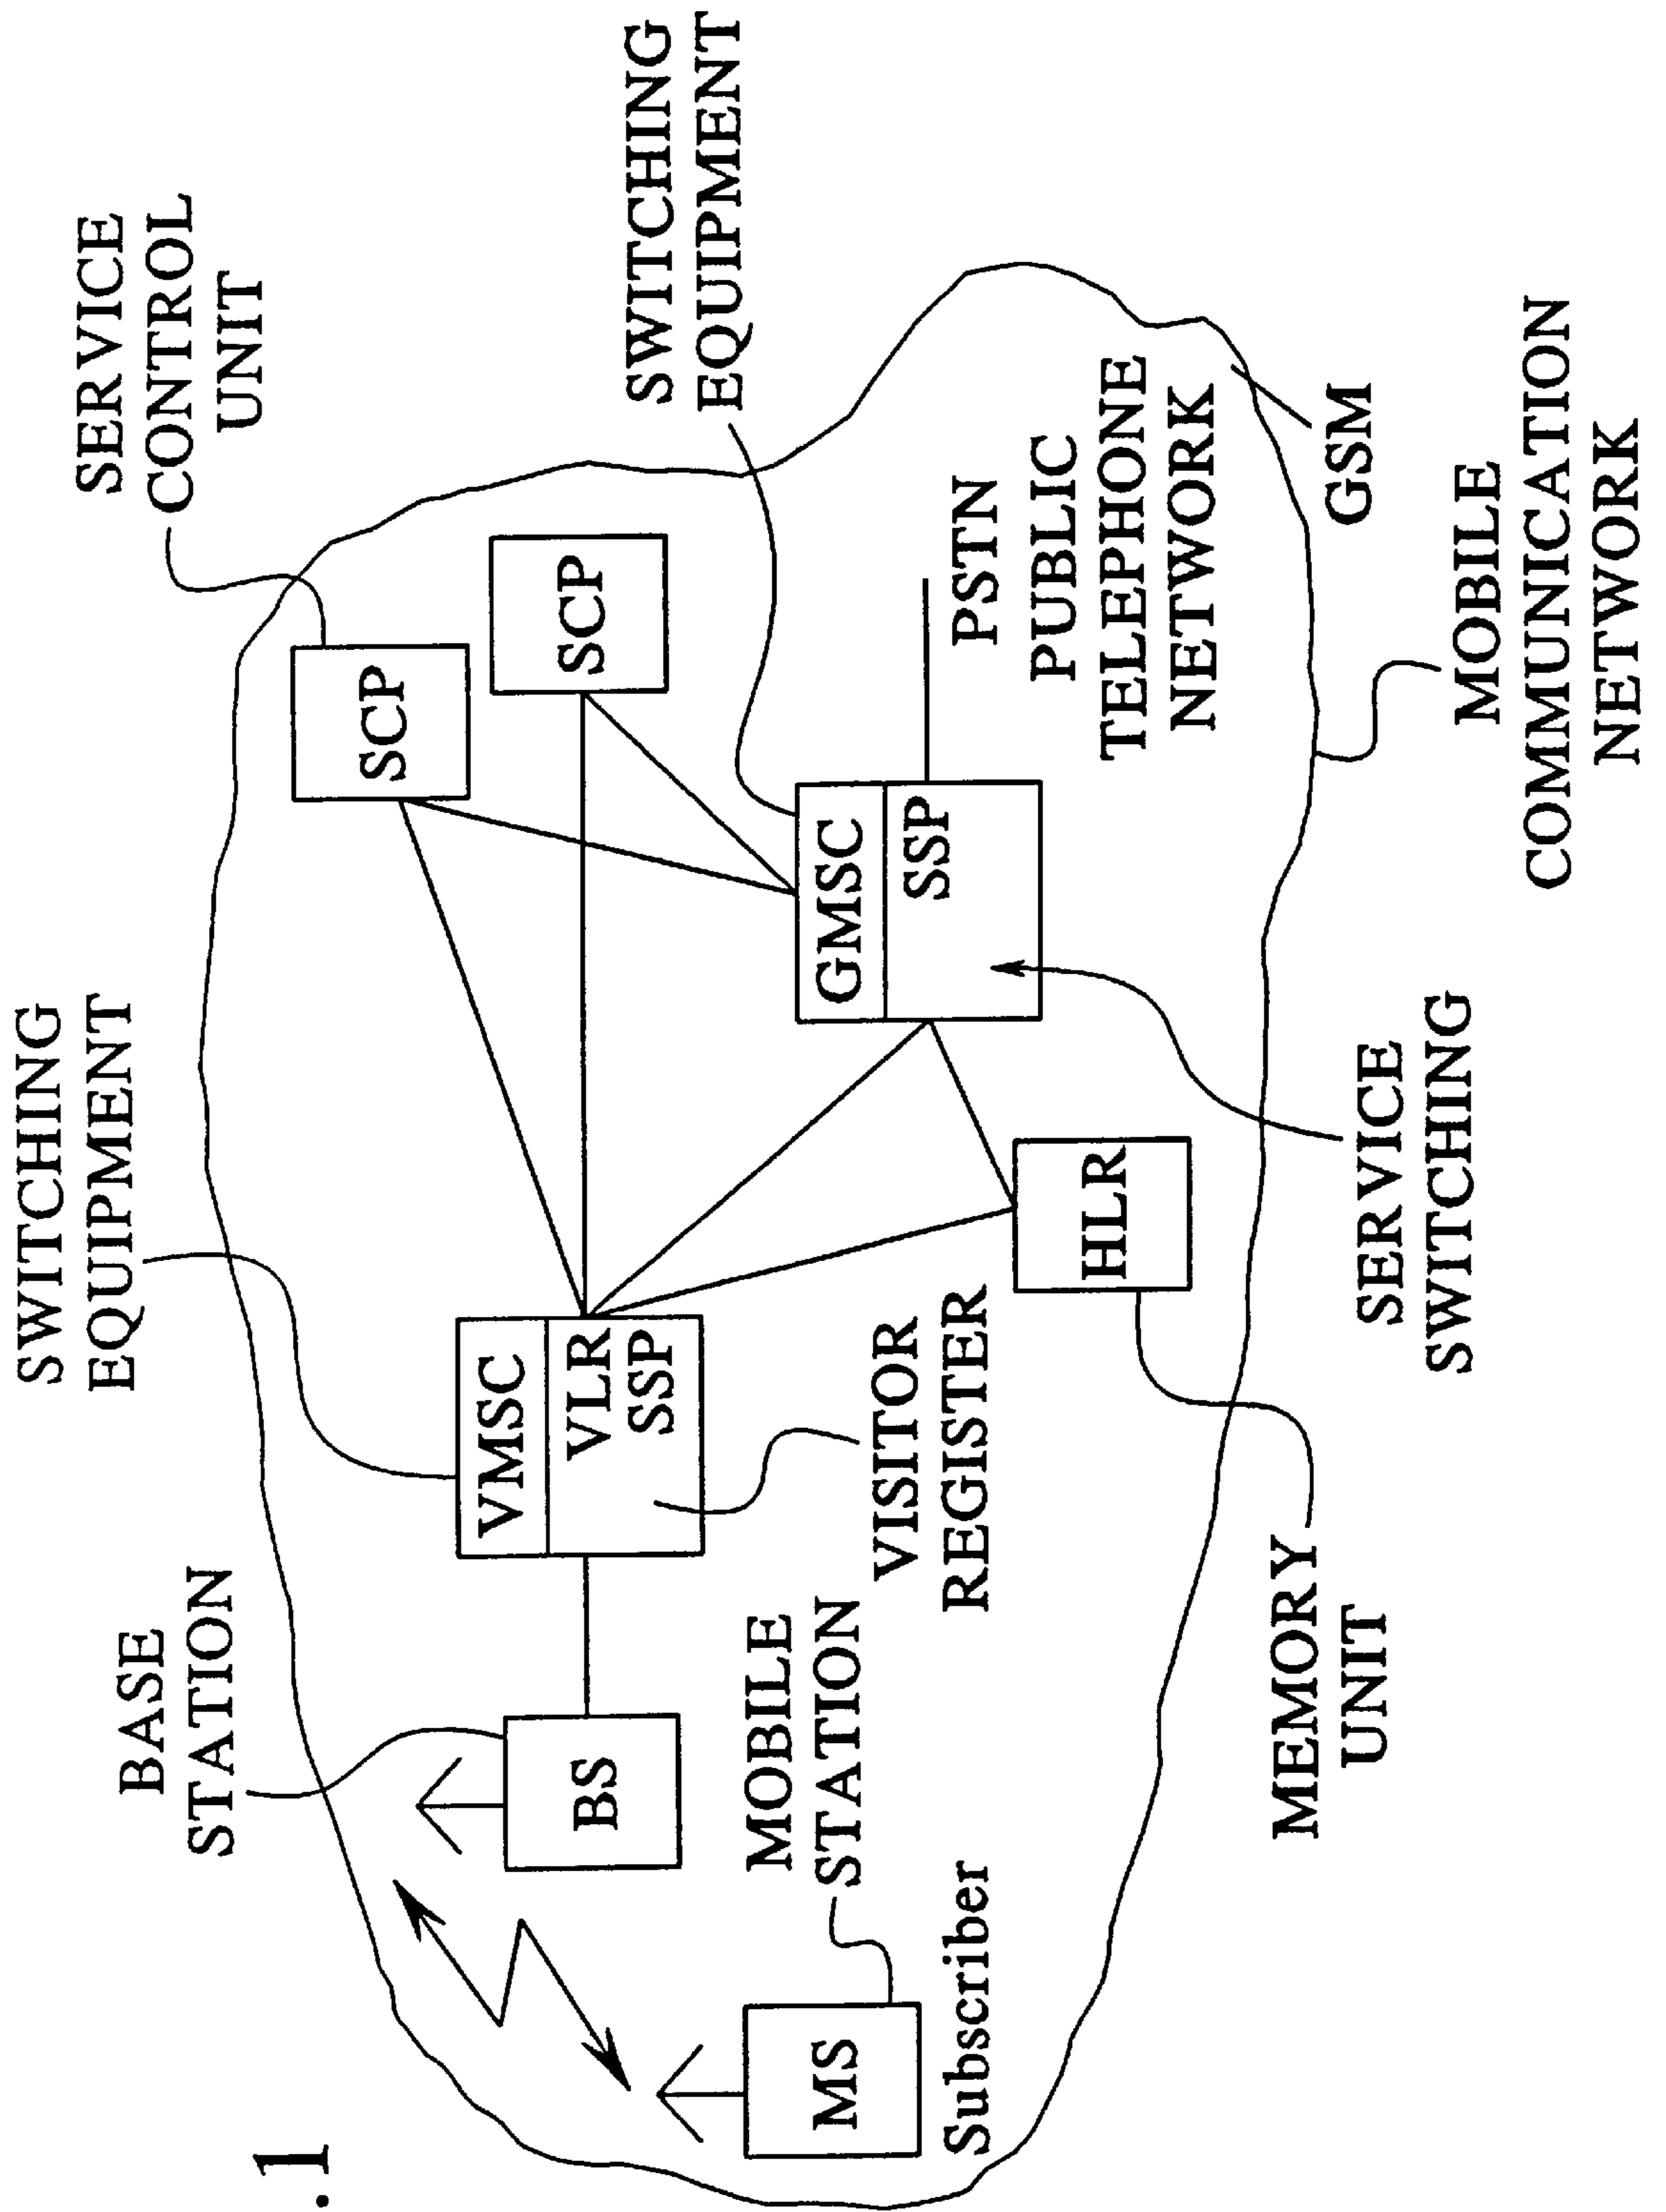 .1
SWITCHING
EQUIPMENT
SERVICE
CONTROL
UNIT
BASE
STATION
SCP
SCP
SWITCHING
EQUIPMENT
VMSC
VLR
SSP
BS
MOBILE
STATION
MS
Subscriber
VISITOR
REGISTER
GMSC
SSP
PSTN
PUBLIC
TELEPHONE
NETWORK
HLR
MEMORY
UNIT
SERVICE
SWITCHING
GSM
MOBILE
COMMUNICATION
NETWORK